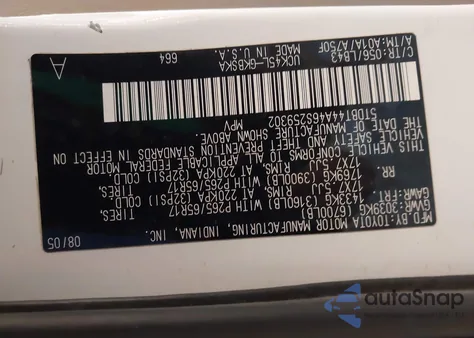 MFD. BY: TOYOTA MOTOR MANUFACTURING, INDIANA, INC.
08/05
GVWR: 3039KG (6700LB)
GAWR: FRT. 1433KG (3160LB) WITH P265/65R17 TIRES,
17X7.5JJ RIMS, AT 220KPA (32PSI) COLD
RR. 1769KG (3900LB) WITH P265/65R17 TIRES,
17X7.5JJ RIMS, AT 220KPA (32PSI) COLD
THIS VEHICLE CONFORMS TO ALL APPLICABLE FEDERAL MOTOR
VEHICLE SAFETY AND THEFT PREVENTION STANDARDS IN EFFECT ON
THE DATE OF MANUFACTURE SHOWN ABOVE.
5TDBT44A46S259302 MPV
C/TR: 056/LB43 UCK45L-GKBSKA 664 A
A/TM: A01A/A750F MADE IN U.S.A.
autoSnap